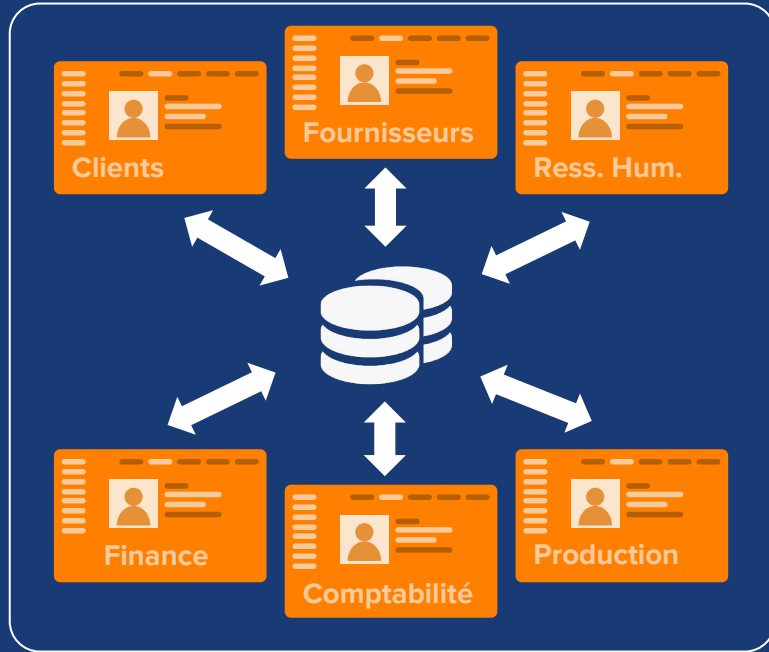 Clients
Fournisseurs
Ress. Hum.
Finance
Comptabilité
Production